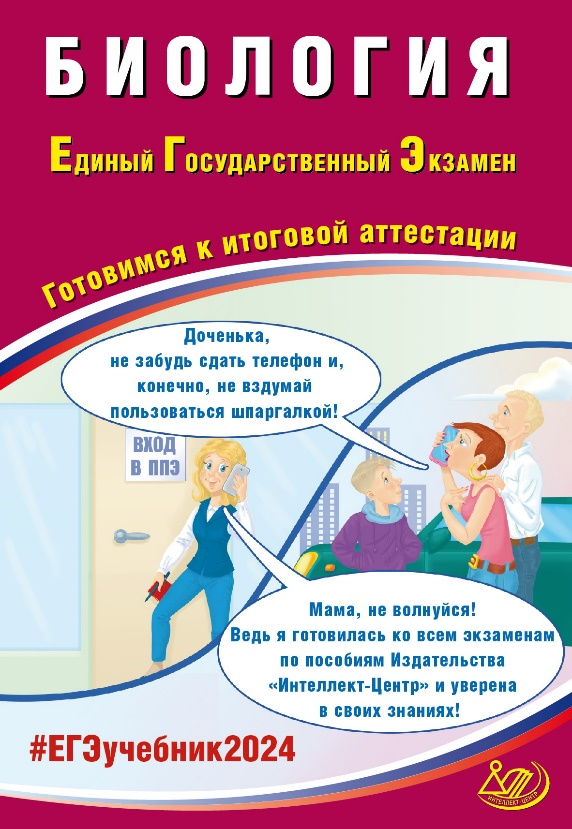 БИОЛОГИЯ
Единый Государственный Экзамен
Готовимся к итоговой аттестации
Доченька,
не забудь сдать телефон и,
конечно, не вздумай
пользоваться шпаргалкой!
ВХОД
В ППЭ
Мама, не волнуйся!
Ведь я готовилась ко всем экзаменам
по пособиям Издательства
«Интеллект-Центр» и уверена
в своих знаниях!
#ЕГЭучебник2024
ИНТЕЛЛЕКТ-ЦЕНТР